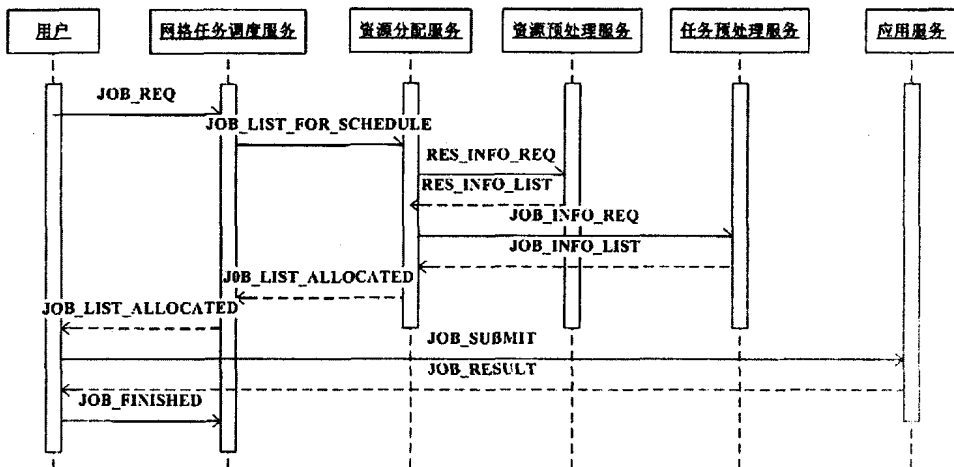 用户
网格任务调度服务
资源分配服务
资源预处理服务
任务预处理服务
应用服务
JOB_REQ
JOB_LIST_FOR_SCHEDULE
RES_INFO_REQ
RES_INFO_LIST
JOB_INFO_REQ
JOB_INFO_LIST
J0B_LIST_ALLOCATED
JOB_LIST_ALLOCATED
JOB_SUBMIT
JOB_RESULT
JOB_FINISHED